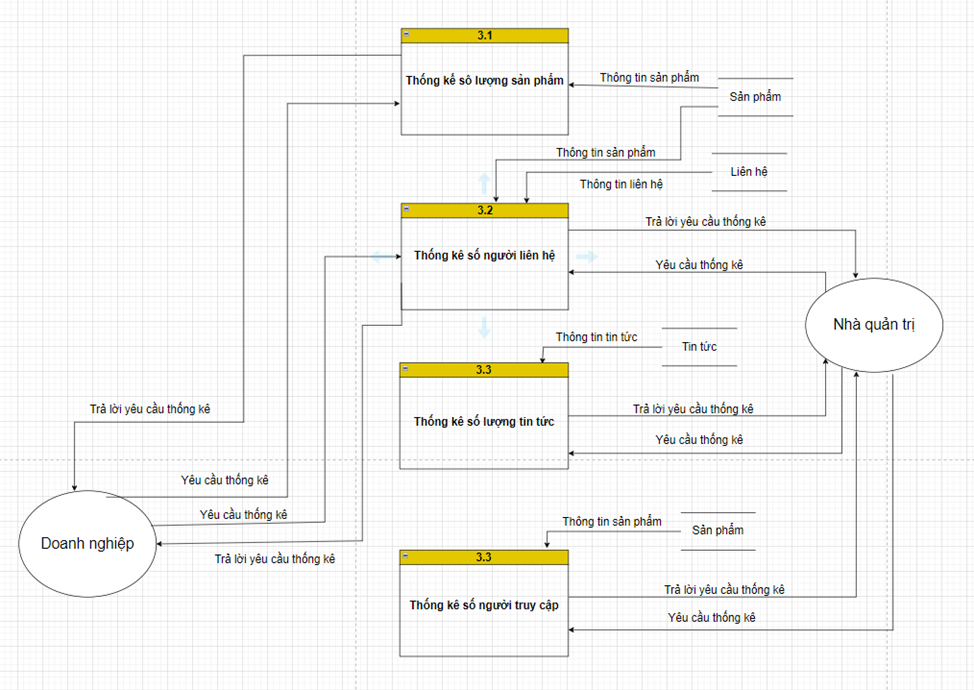 3.1
Thống kế sô lượng sản phẩm
Thông tin sản phẩm
Sản phẩm
Thông tin sản phẩm
Liên hệ
Thông tin liên hệ
3.2
Thống kê số người liên hệ
Trả lời yêu cầu thống kê
Yêu cầu thống kê
Nhà quản trị
Thông tin tin tức
Tin tức
3.3
Thống kê số lượng tin tức
Trả lời yêu cầu thống kê
Trả lời yêu cầu thống kê
Yêu cầu thống kê
Yêu cầu thống kê
Yêu cầu thống kê
Doanh nghiệp
Trả lời yêu cầu thống kê
Thông tin sản phẩm
Sản phẩm
3.3
Thống kê số người truy cập
Trả lời yêu cầu thống kê
Yêu cầu thống kê